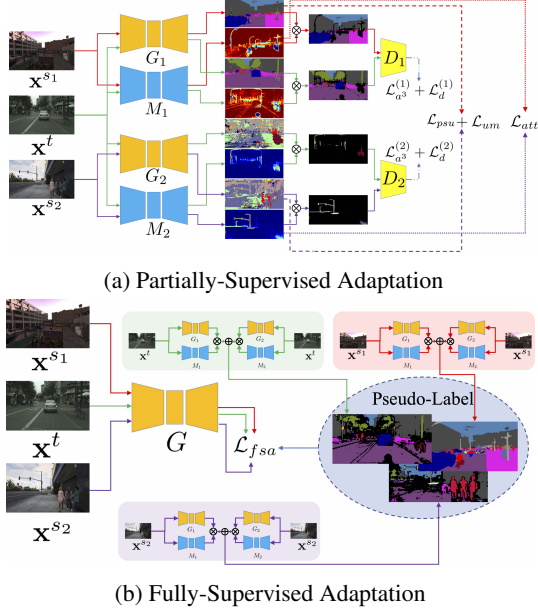 x^{s_1}
x^t
x^{s_2}
G_1
M_1
G_2
M_2
D_1
D_2
L_{a^3}^{(1)} + L_d^{(1)}
L_{a^3}^{(2)} + L_d^{(2)}
L_{psu} + L_{um}
L_{att}
(a) Partially-Supervised Adaptation
x^{s_1}
x^t
x^{s_2}
G
L_{fsa}
x^t G_1 M_1 G_2 M_2 x^t
x^{s_1} G_1 M_1 G_2 M_2 x^{s_1}
Pseudo-Label
x^{s_2} G_1 M_1 G_2 M_2 x^{s_2}
(b) Fully-Supervised Adaptation